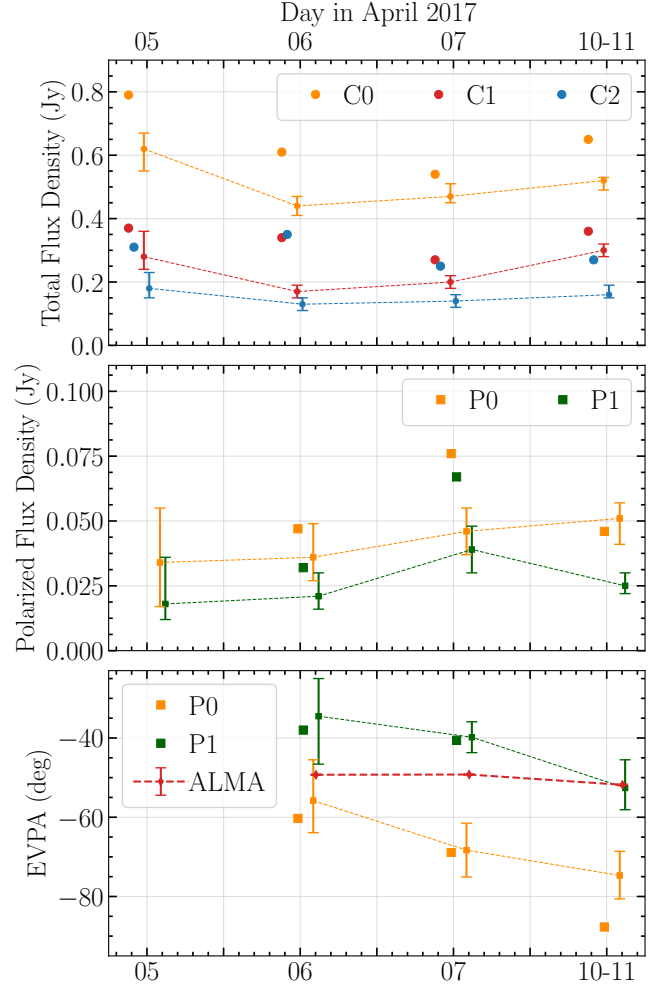 Day in April 2017
05 06 07 10-11
Total Flux Density (Jy)
0.8
0.6
0.4
0.2
0.0
C0 C1 C2
Polarized Flux Density (Jy)
0.100
0.075
0.050
0.025
0.000
P0 P1
EVPA (deg)
−40
−60
−80
P0
P1
ALMA
05 06 07 10-11